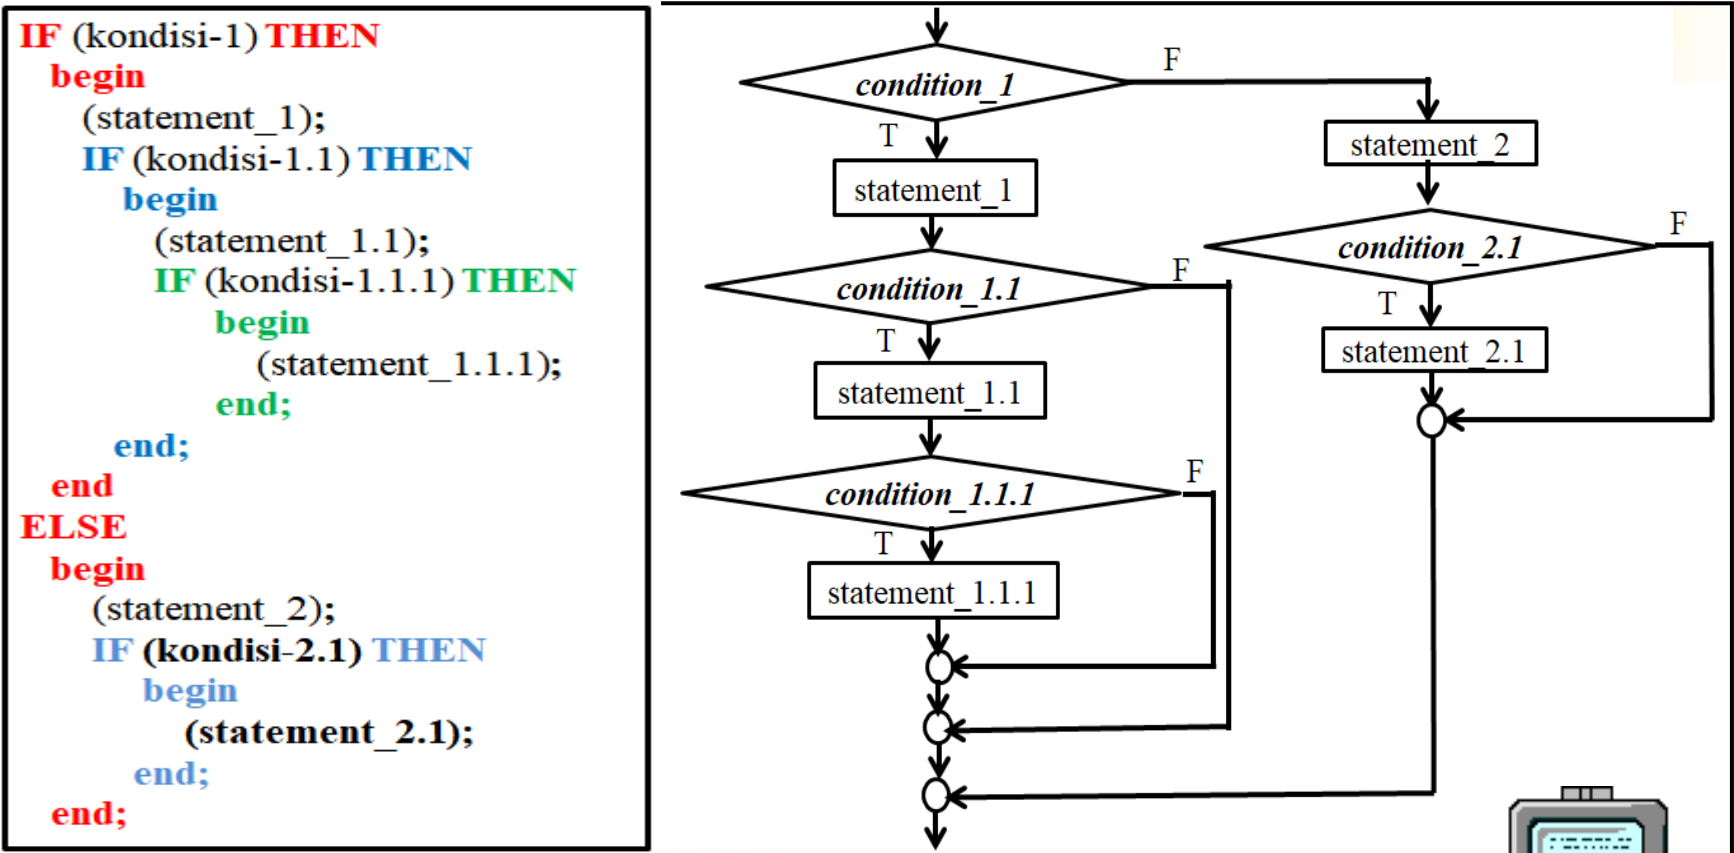 IF (kondisi-1) THEN
begin
(statement_1);
IF (kondisi-1.1) THEN
begin
(statement_1.1);
IF (kondisi-1.1.1) THEN
begin
(statement_1.1.1);
end;
end;
end
ELSE
begin
(statement_2);
IF (kondisi-2.1) THEN
begin
(statement_2.1);
end;
end;
condition_1
F
T
statement_1
condition_1.1
F
T
statement_1.1
condition_1.1.1
F
T
statement_1.1.1
statement_2
condition_2.1
F
T
statement_2.1